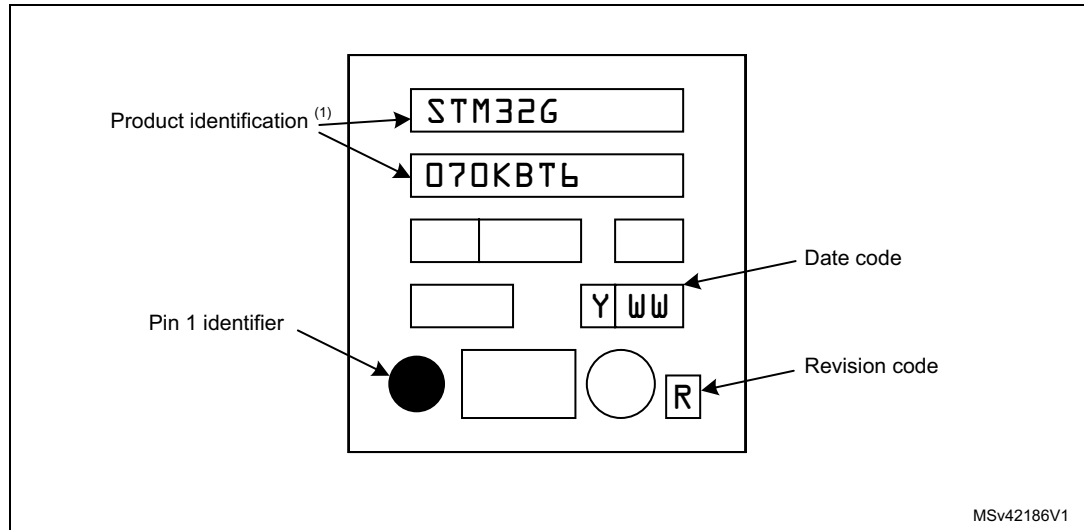 STM32G
Product identification (1)
070KBT6
Date code
Y WW
Pin 1 identifier
Revision code
R
MSv42186V1